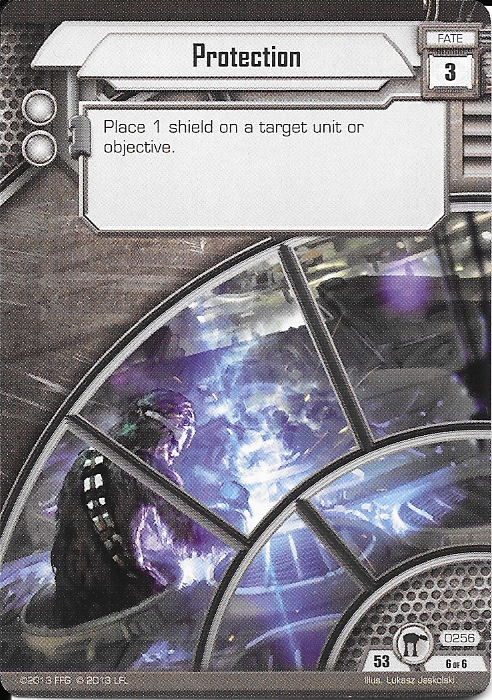 Protection
FATE
3
Place 1 shield on a target unit or
objective.
0256
53
6 OF 6
Illus. Lukasz Jaskolski.
©2013 FFG ©2013 LFL